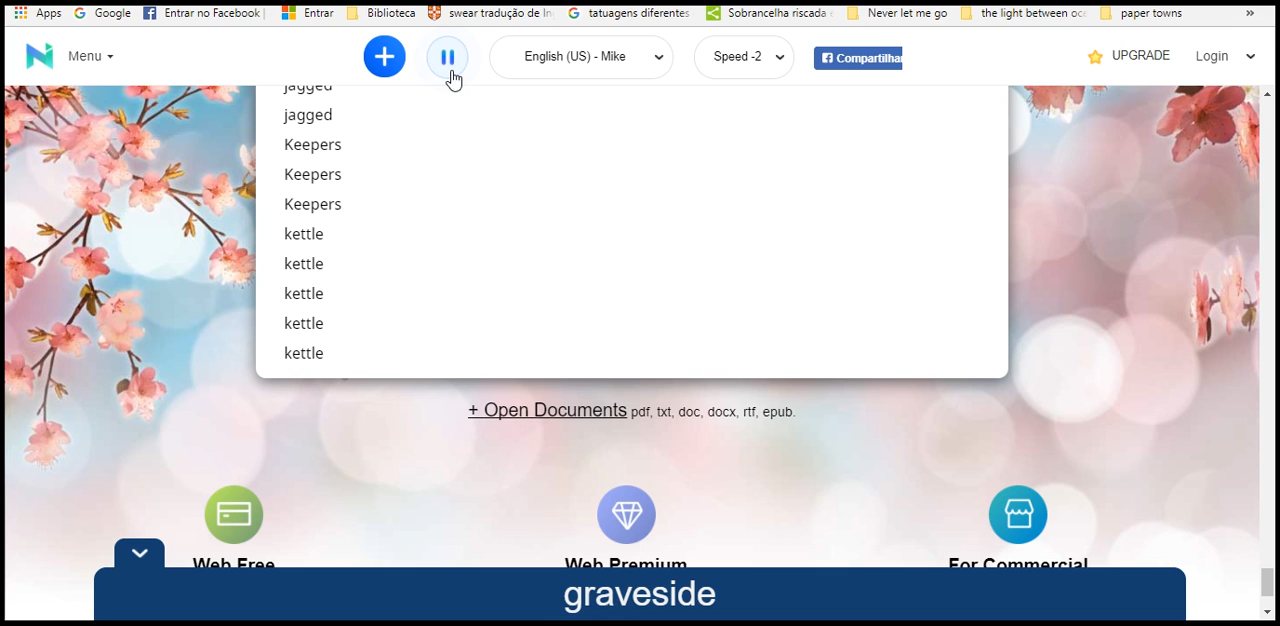 Apps Google Entrar no Facebook Entrar Biblioteca swear tradução de In tatuagens diferentes Sobrancelha riscada Never let me go the light between oce paper towns »
Menu English (US) - Mike Speed -2 Compartilhar UPGRADE Login
jagged
jagged
Keepers
Keepers
Keepers
kettle
kettle
kettle
kettle
kettle
+ Open Documents pdf, txt, doc, docx, rtf, epub.
Web Free Web Premium For Commercial
graveside